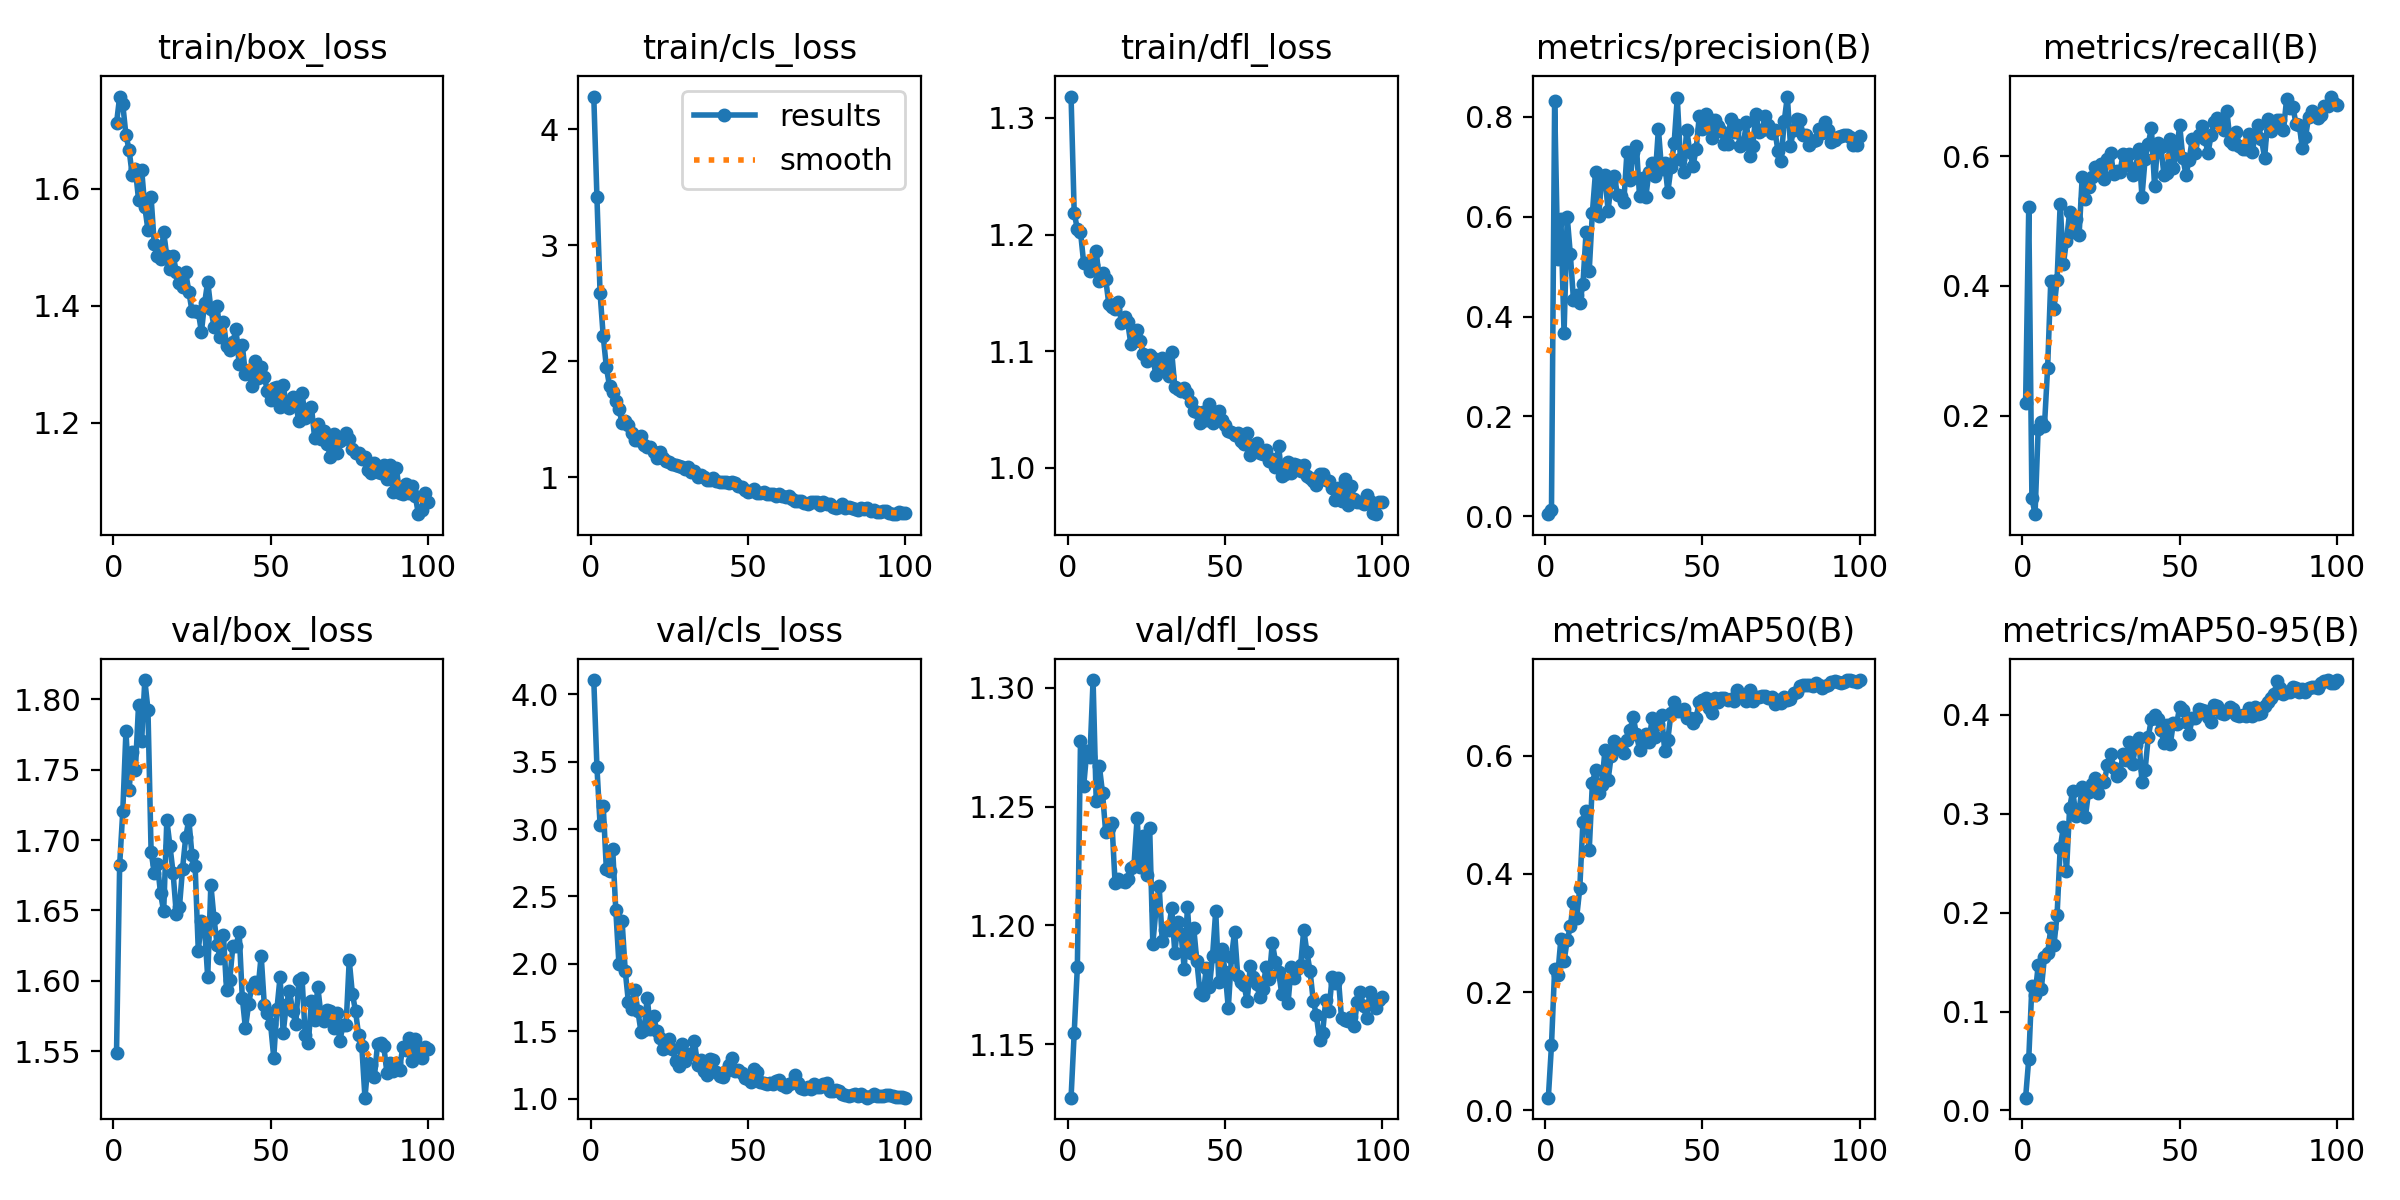 train/box_loss
1.6
1.4
1.2
0 50 100
train/cls_loss
results
smooth
4
3
2
1
0 50 100
train/dfl_loss
1.3
1.2
1.1
1.0
0 50 100
metrics/precision(B)
0.8
0.6
0.4
0.2
0.0
0 50 100
metrics/recall(B)
0.6
0.4
0.2
0 50 100
val/box_loss
1.80
1.75
1.70
1.65
1.60
1.55
0 50 100
val/cls_loss
4.0
3.5
3.0
2.5
2.0
1.5
1.0
0 50 100
val/dfl_loss
1.30
1.25
1.20
1.15
0 50 100
metrics/mAP50(B)
0.6
0.4
0.2
0.0
0 50 100
metrics/mAP50-95(B)
0.4
0.3
0.2
0.1
0.0
0 50 100